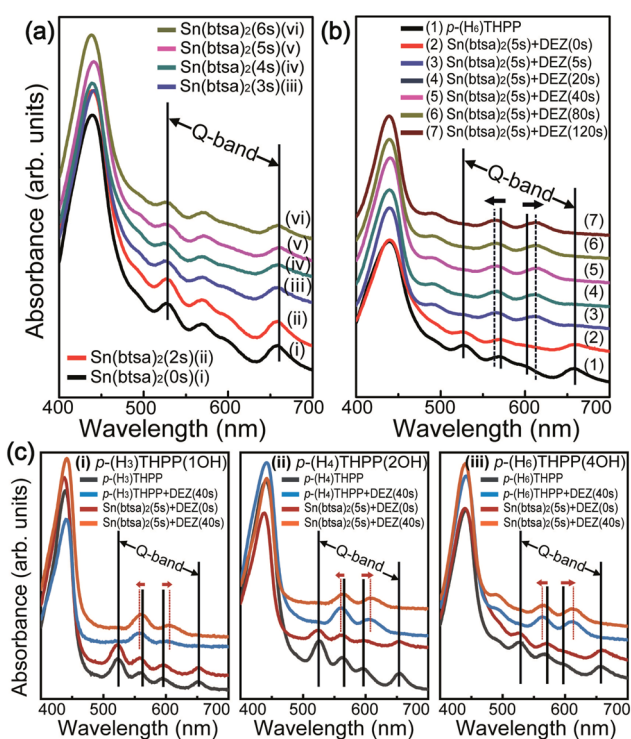 (a)
Sn(btsa)₂(6s)(vi)
Sn(btsa)₂(5s)(v)
Sn(btsa)₂(4s)(iv)
Sn(btsa)₂(3s)(iii)
Q-band
(vi)
(v)
(iv)
(iii)
(ii)
(i)
Sn(btsa)₂(2s)(ii)
Sn(btsa)₂(0s)(i)
Absorbance (arb. units)
400 500 600 700
Wavelength (nm)
(b)
(1) p-(H₆)THPP
(2) Sn(btsa)₂(5s)+DEZ(0s)
(3) Sn(btsa)₂(5s)+DEZ(5s)
(4) Sn(btsa)₂(5s)+DEZ(20s)
(5) Sn(btsa)₂(5s)+DEZ(40s)
(6) Sn(btsa)₂(5s)+DEZ(80s)
(7) Sn(btsa)₂(5s)+DEZ(120s)
Q-band
(7)
(6)
(5)
(4)
(3)
(2)
(1)
Absorbance (arb. units)
400 500 600 700
Wavelength (nm)
(c)
(i) p-(H₃)THPP(1OH)
p-(H₃)THPP
p-(H₃)THPP+DEZ(40s)
Sn(btsa)₂(5s)+DEZ(0s)
Sn(btsa)₂(5s)+DEZ(40s)
Q-band
Absorbance (arb. units)
400 500 600 700
Wavelength (nm)
(ii) p-(H₄)THPP(2OH)
p-(H₄)THPP
p-(H₄)THPP+DEZ(40s)
Sn(btsa)₂(5s)+DEZ(0s)
Sn(btsa)₂(5s)+DEZ(40s)
Q-band
400 500 600 700
Wavelength (nm)
(iii) p-(H₆)THPP(4OH)
p-(H₆)THPP
p-(H₆)THPP+DEZ(40s)
Sn(btsa)₂(5s)+DEZ(0s)
Sn(btsa)₂(5s)+DEZ(40s)
Q-band
400 500 600 700
Wavelength (nm)